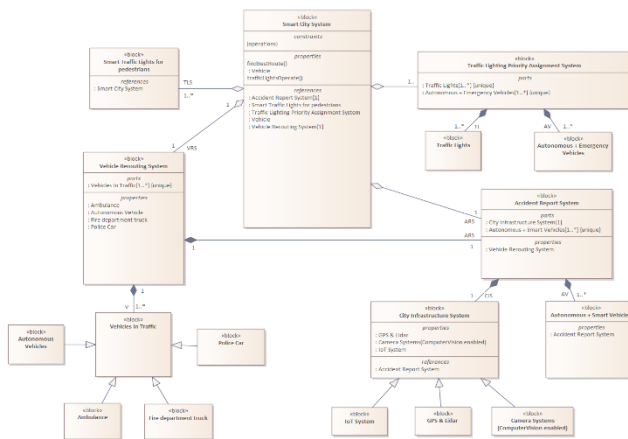 «block»
Smart City System
constraints
{operations}
properties
findBestRoute()
: Vehicle
trafficLightsOperate()
references
: Accident Report System[1]
: Smart Traffic Lights for pedestrians
: Traffic Lighting Priority Assignment System
: Vehicle
: Vehicle Rerouting System[1]
«block»
Smart Traffic Lights for
pedestrians
references
: Smart City System
TLS
1..*
1
VRS
1..
«block»
Traffic Lighting Priority Assignment System
parts
: Traffic Lights[1..*] {unique}
: Autonomous + Emergency Vehicles[1..*] {unique}
1..*
TL
AV
1..*
«block»
Traffic Lights
«block»
Autonomous + Emergency
Vehicles
«block»
Vehicle Rerouting System
parts
: Vehicles In Traffic[1..*] {unique}
properties
: Ambulance
: Autonomous Vehicle
: Fire department truck
: Police Car
1
1
ARS
ARS
1
«block»
Accident Report System
parts
: City Infrastructure System[1]
: Autonomous + Smart Vehicles[1..*] {unique}
properties
: Vehicle Rerouting System
1
V
1..*
1
CIS
AV
1..*
«block»
Vehicles In Traffic
«block»
Autonomous
Vehicles
«block»
Police Car
«block»
Ambulance
«block»
Fire department truck
«block»
City Infrastructure System
properties
: GPS & Lidar
: Camera Systems(ComputerVision enabled)
: IoT System
references
: Accident Report System
«block»
Autonomous + Smart Vehicles
properties
: Accident Report System
«block»
IoT System
«block»
GPS & Lidar
«block»
Camera Systems
(ComputerVision enabled)